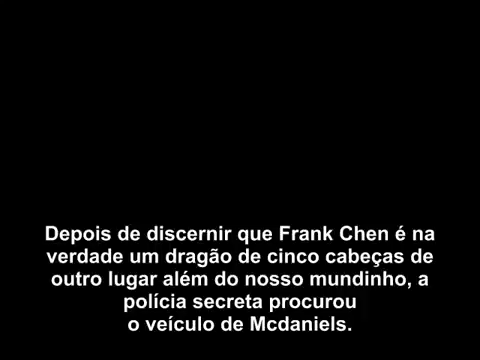 Depois de discernir que Frank Chen é na
verdade um dragão de cinco cabeças de
outro lugar além do nosso mundinho, a
polícia secreta procurou
o veículo de Mcdaniels.